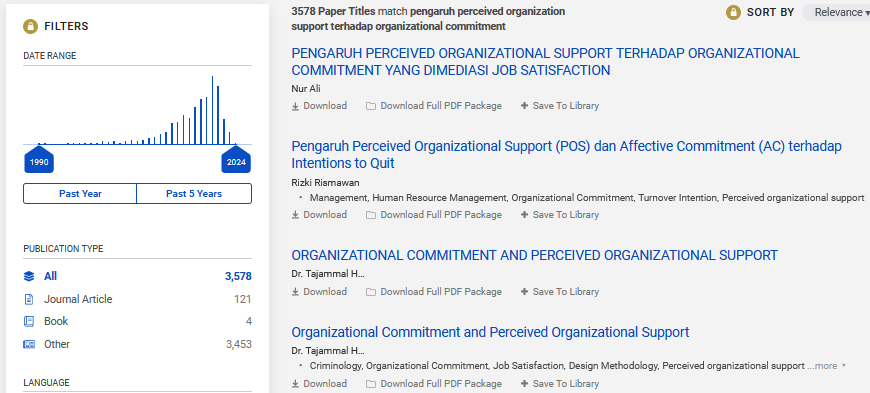 FILTERS
DATE RANGE
1990
2024
Past Year
Past 5 Years
PUBLICATION TYPE
All 3,578
Journal Article 121
Book 4
Other 3,453
LANGUAGE
3578 Paper Titles match pengaruh perceived organization
support terhadap organizational commitment
SORT BY Relevance
PENGARUH PERCEIVED ORGANIZATIONAL SUPPORT TERHADAP ORGANIZATIONAL
COMMITMENT YANG DIMEDIASI JOB SATISFACTION
Nur Ali
Download Download Full PDF Package Save To Library
Pengaruh Perceived Organizational Support (POS) dan Affective Commitment (AC) terhadap
Intentions to Quit
Rizki Rismawan
• Management, Human Resource Management, Organizational Commitment, Turnover Intention, Perceived organizational support
Download Download Full PDF Package Save To Library
ORGANIZATIONAL COMMITMENT AND PERCEIVED ORGANIZATIONAL SUPPORT
Dr. Tajammal H...
Download Download Full PDF Package Save To Library
Organizational Commitment and Perceived Organizational Support
Dr. Tajammal H...
• Criminology, Organizational Commitment, Job Satisfaction, Design Methodology, Perceived organizational support ...more
Download Download Full PDF Package Save To Library